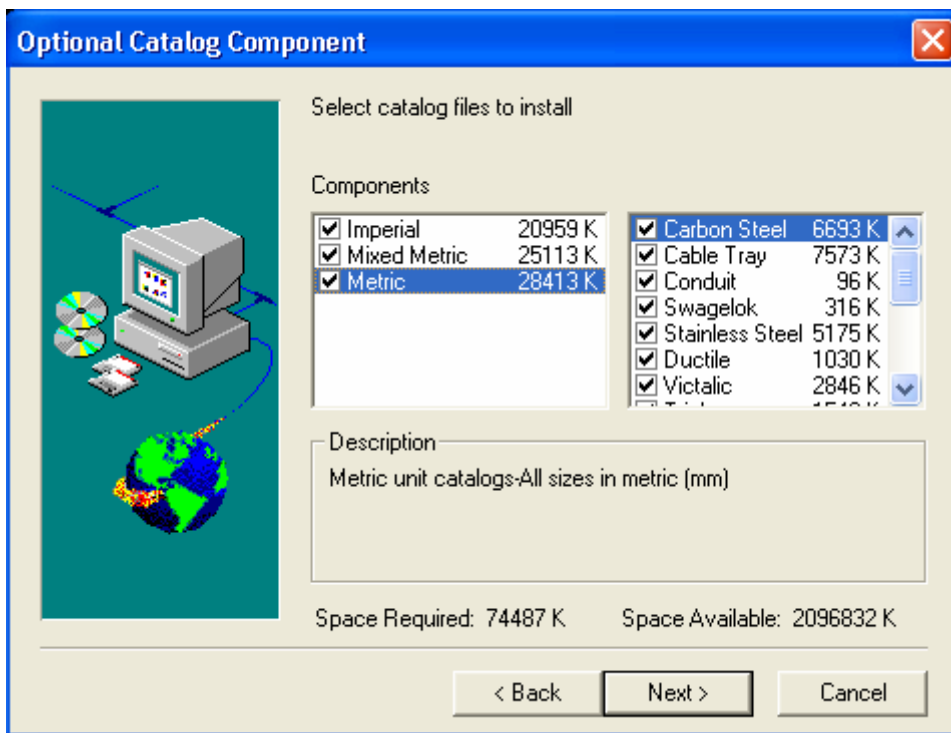 Optional Catalog Component
Select catalog files to install
Components
Imperial 20959 K
Mixed Metric 25113 K
Metric 28413 K
Carbon Steel 6693 K
Cable Tray 7573 K
Conduit 96 K
Swagelok 316 K
Stainless Steel 5175 K
Ductile 1030 K
Victalic 2846 K
Description
Metric unit catalogs-All sizes in metric (mm)
Space Required: 74487 K Space Available: 2096832 K
< Back Next > Cancel